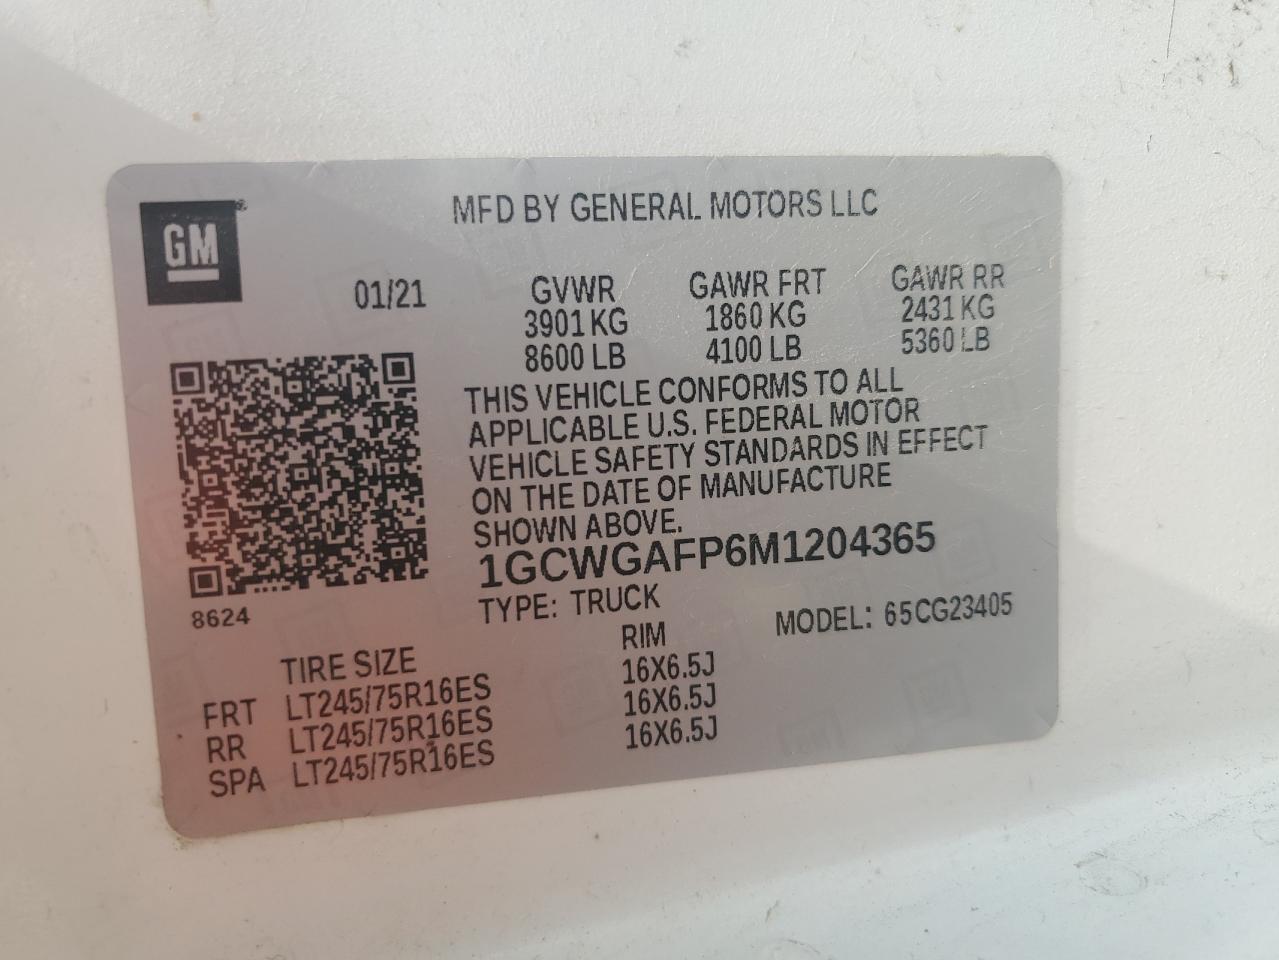 MFD BY GENERAL MOTORS LLC
GM®
01/21
GVWR GAWR FRT GAWR RR
3901 KG 1860 KG 2431 KG
8600 LB 4100 LB 5360 LB
THIS VEHICLE CONFORMS TO ALL
APPLICABLE U.S. FEDERAL MOTOR
VEHICLE SAFETY STANDARDS IN EFFECT
ON THE DATE OF MANUFACTURE
SHOWN ABOVE.
1GCWGAFP6M1204365
8624
TYPE: TRUCK MODEL: 65CG23405
TIRE SIZE RIM
FRT LT245/75R16ES 16X6.5J
RR LT245/75R16ES 16X6.5J
SPA LT245/75R16ES 16X6.5J